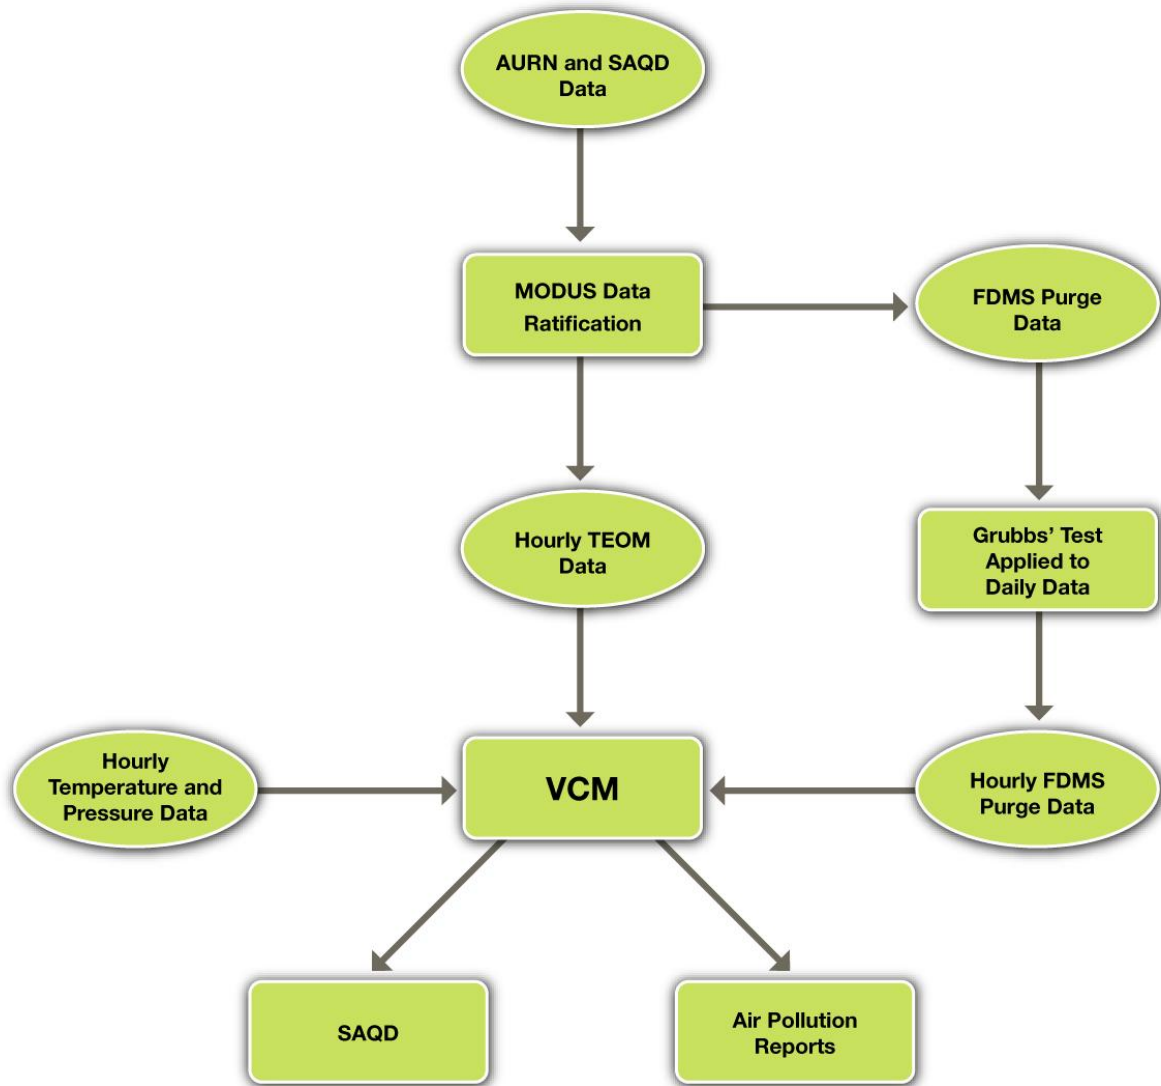 AURN and SAQD
Data
MODUS Data
Ratification
FDMS Purge
Data
Hourly TEOM
Data
Grubbs’ Test
Applied to
Daily Data
Hourly
Temperature and
Pressure Data
VCM
Hourly FDMS
Purge Data
SAQD
Air Pollution
Reports